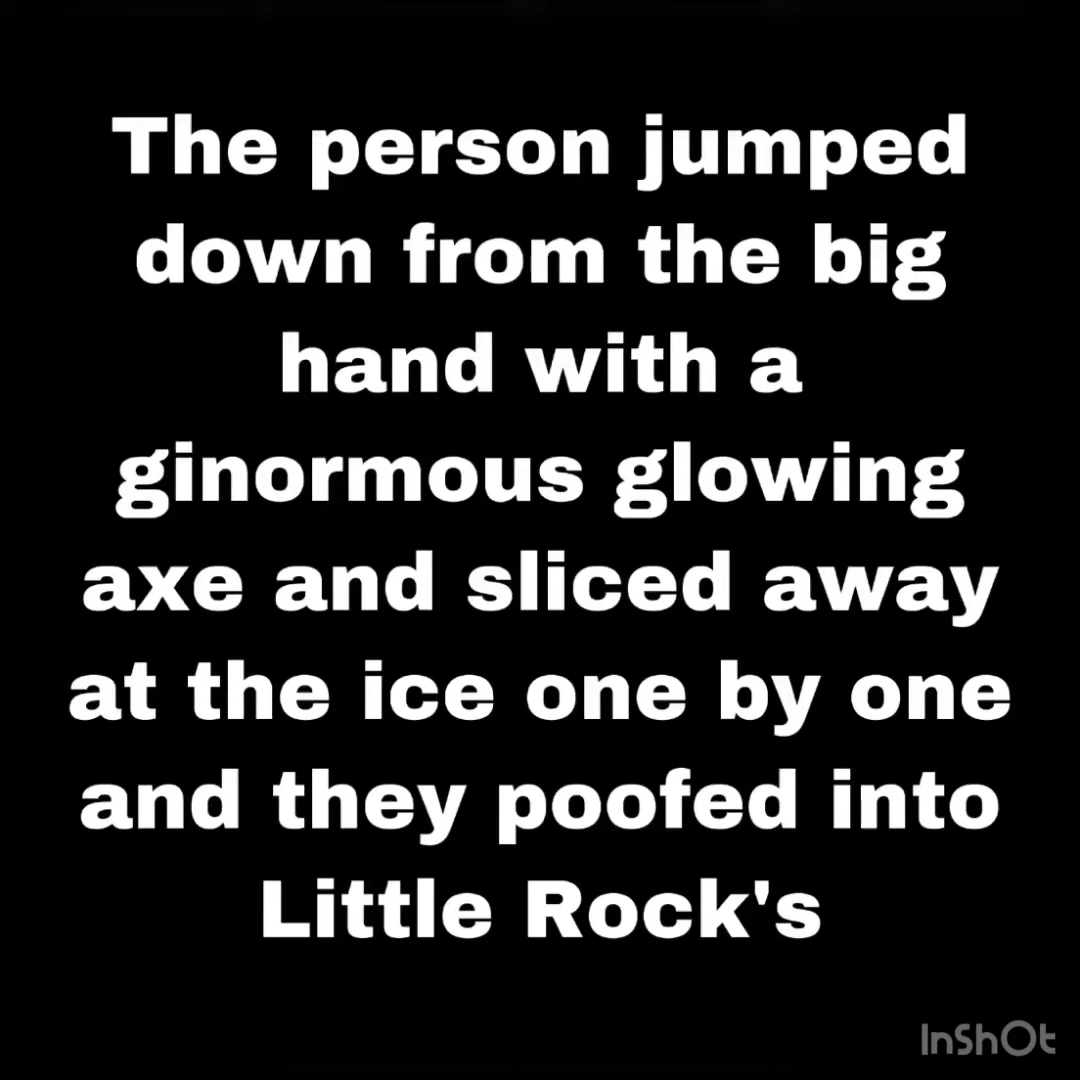 The person jumped
down from the big
hand with a
ginormous glowing
axe and sliced away
at the ice one by one
and they poofed into
Little Rock's
InShOt